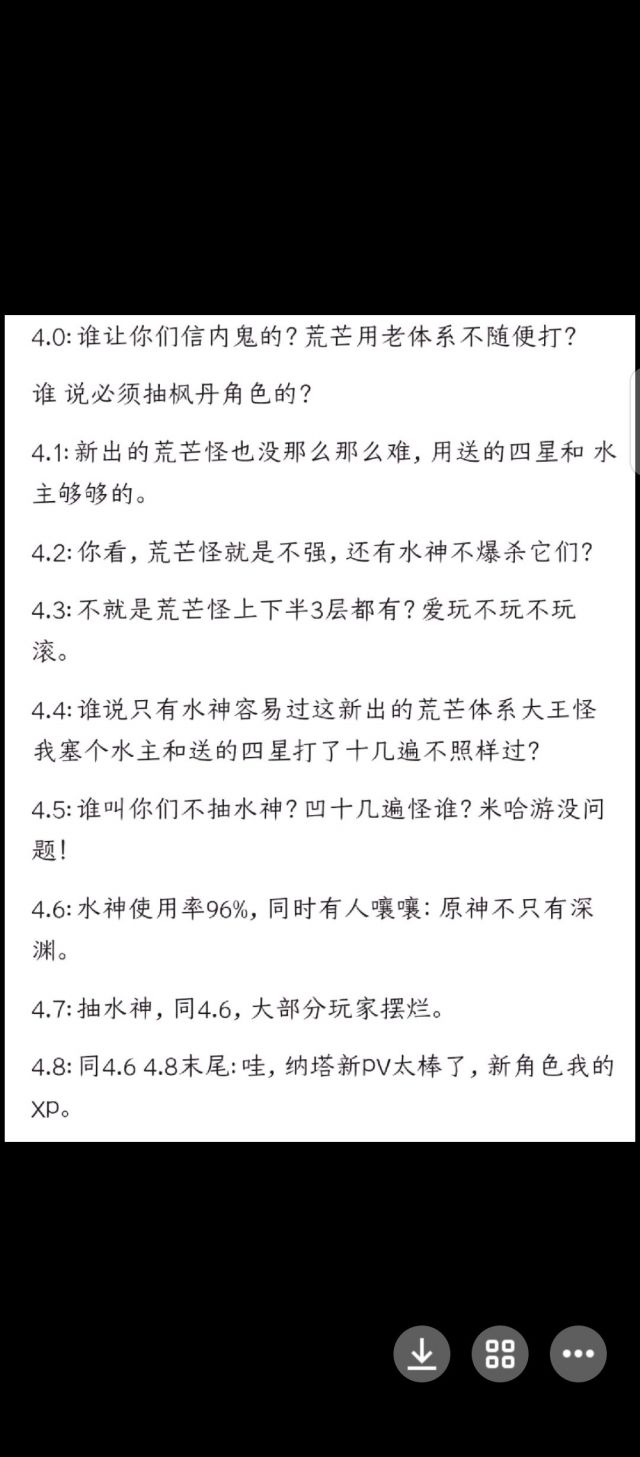 4.0:谁让你们信内鬼的?荒芒用老体系不随便打?
谁 说必须抽枫丹角色的?
4.1:新出的荒芒怪也没那么那么难,用送的四星和 水
主够够的。
4.2:你看,荒芒怪就是不强,还有水神不爆杀它们?
4.3:不就是荒芒怪上下半3层都有?爱玩不玩不玩
滚。
4.4:谁说只有水神容易过这新出的荒芒体系大王怪
我塞个水主和送的四星打了十几遍不照样过?
4.5:谁叫你们不抽水神?凹十几遍怪谁?米哈游没问
题!
4.6:水神使用率96%,同时有人嚷嚷:原神不只有深
渊。
4.7:抽水神,同4.6,大部分玩家摆烂。
4.8:同4.6 4.8末尾:哇,纳塔新PV太棒了,新角色我的
XP。